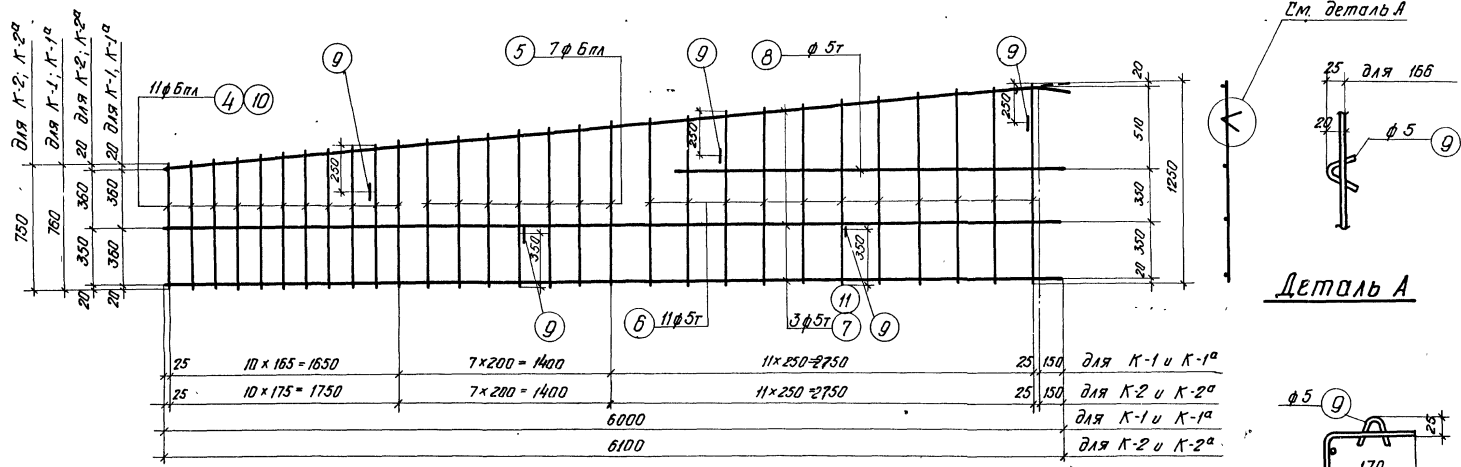 См. деталь А
для К-2; К-2ᵃ
для К-1; К-1ᵃ
20 для К-2; К-2ᵃ
20 для К-1, К-1ᵃ
11ϕ6пл
4
10
9
5
7ϕ6пл
9
8
ϕ5т
9
20
25
для 166
20
ϕ5
9
250
250
250
510
350
350
20
1250
750
760
360
350
20
360
360
20
350
350
9
6
11ϕ5т
11
3ϕ5т
7
9
Деталь А
25
10×165=1650
7×200=1400
11×250=2750
25
150
для К-1 и К-1ᵃ
25
10×175=1750
7×200=1400
11×250=2750
25
150
для К-2 и К-2ᵃ
6000
для К-1 и К-1ᵃ
6100
для К-2 и К-2ᵃ
ϕ5
9
25
170